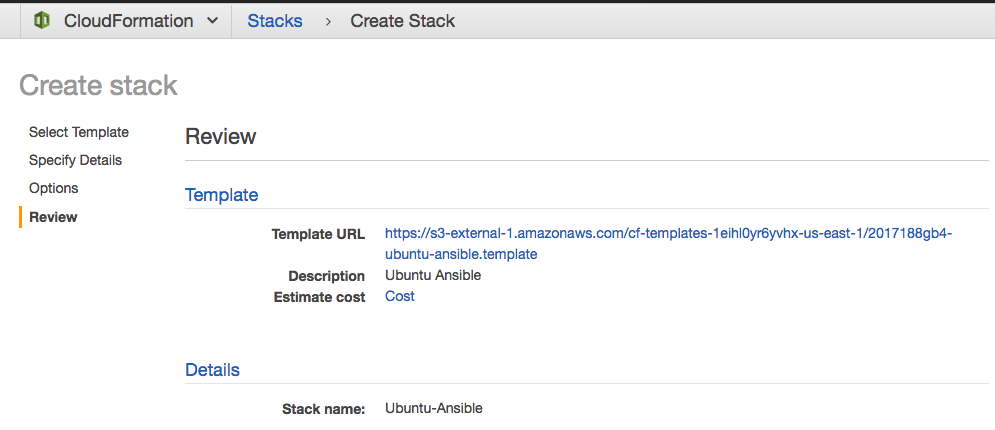 CloudFormation Stacks > Create Stack
Create stack
Select Template
Specify Details
Options
Review
Review
Template
Template URL https://s3-external-1.amazonaws.com/cf-templates-1eihl0yr6yvhx-us-east-1/2017188gb4-
ubuntu-ansible.template
Description Ubuntu Ansible
Estimate cost Cost
Details
Stack name: Ubuntu-Ansible